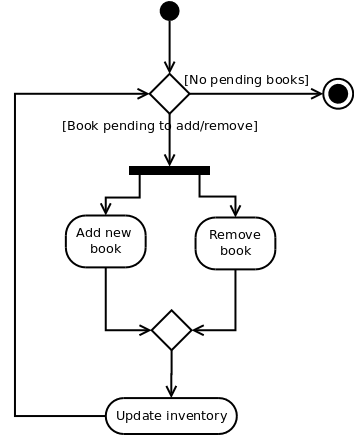 [No pending books]
[Book pending to add/remove]
Add new
book
Remove
book
Update inventory